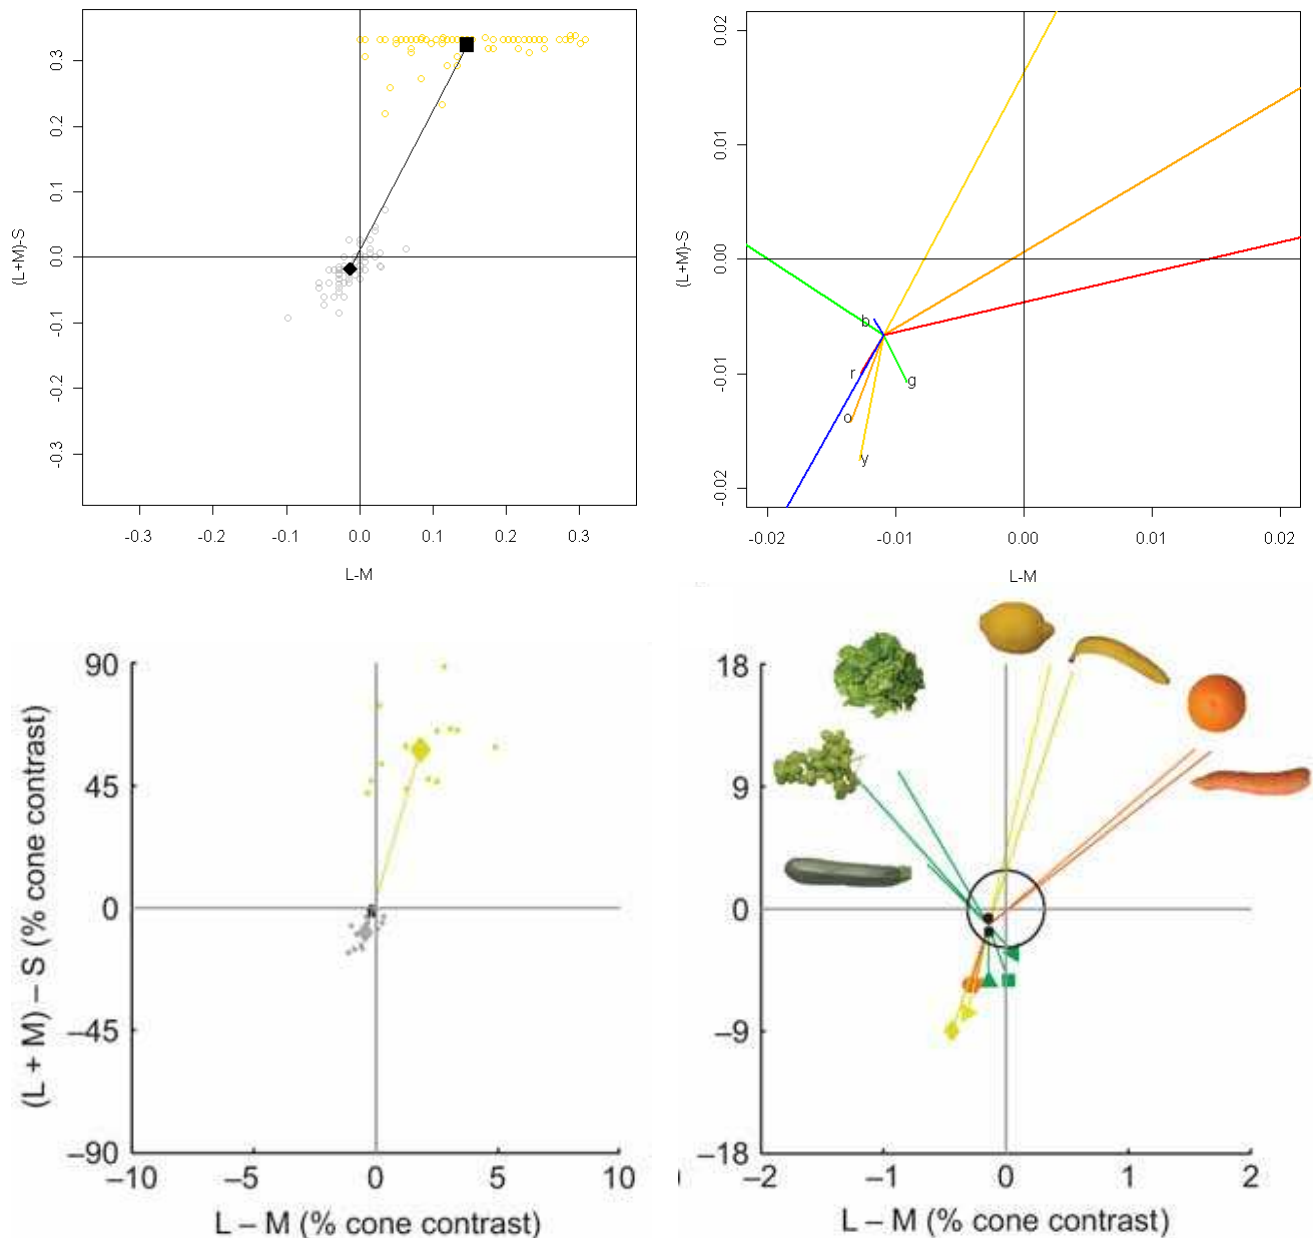 0.3
0.2
0.1
0.0
-0.1
-0.2
-0.3
(L+M)-S
-0.3 -0.2 -0.1 0.0 0.1 0.2 0.3
L-M
0.02
0.01
0.00
-0.01
-0.02
(L+M)-S
b
r
g
o
y
-0.02 -0.01 0.00 0.01 0.02
L-M
90
45
0
–45
–90
(L + M) – S (% cone contrast)
–10 –5 0 5 10
L – M (% cone contrast)
18
9
0
–9
–18
–2 –1 0 1 2
L – M (% cone contrast)